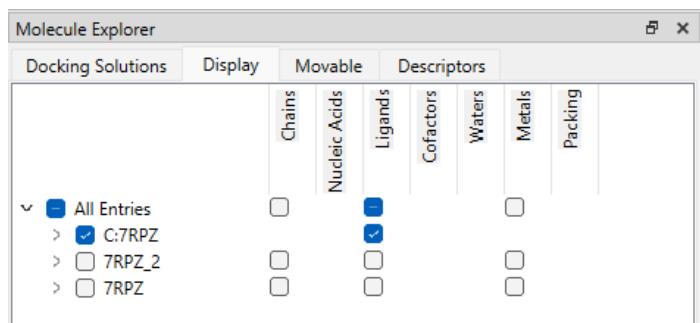 Molecule Explorer
Docking Solutions Display Movable Descriptors
Chains
Nucleic Acids
Ligands
Cofactors
Waters
Metals
Packing
All Entries
C:7RPZ
7RPZ_2
7RPZ